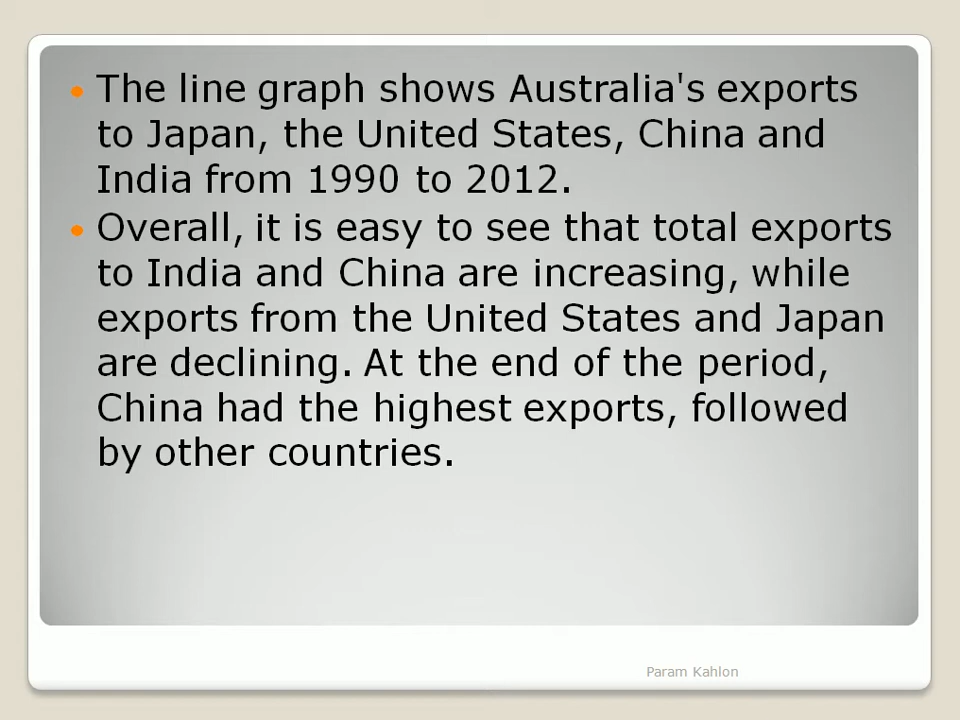 The line graph shows Australia's exports
to Japan, the United States, China and
India from 1990 to 2012.
Overall, it is easy to see that total exports
to India and China are increasing, while
exports from the United States and Japan
are declining. At the end of the period,
China had the highest exports, followed
by other countries.
Param Kahlon